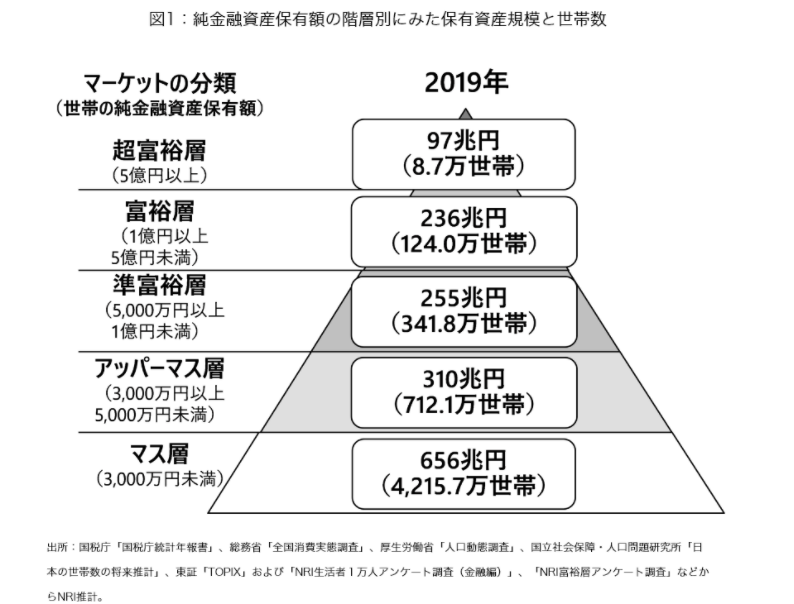 図1：純金融資産保有額の階層別にみた保有資産規模と世帯数
マーケットの分類
（世帯の純金融資産保有額）
2019年
超富裕層
（5億円以上）
97兆円
（8.7万世帯）
富裕層
（1億円以上
5億円未満）
236兆円
（124.0万世帯）
準富裕層
（5,000万円以上
1億円未満）
255兆円
（341.8万世帯）
アッパーマス層
（3,000万円以上
5,000万円未満）
310兆円
（712.1万世帯）
マス層
（3,000万円未満）
656兆円
（4,215.7万世帯）
出所：国税庁「国税庁統計年報書」、総務省「全国消費実態調査」、厚生労働省「人口動態調査」、国立社会保障・人口問題研究所「日
本の世帯数の将来推計」、東証「TOPIX」および「NRI生活者１万人アンケート調査（金融編）」、「NRI富裕層アンケート調査」などか
らNRI推計。